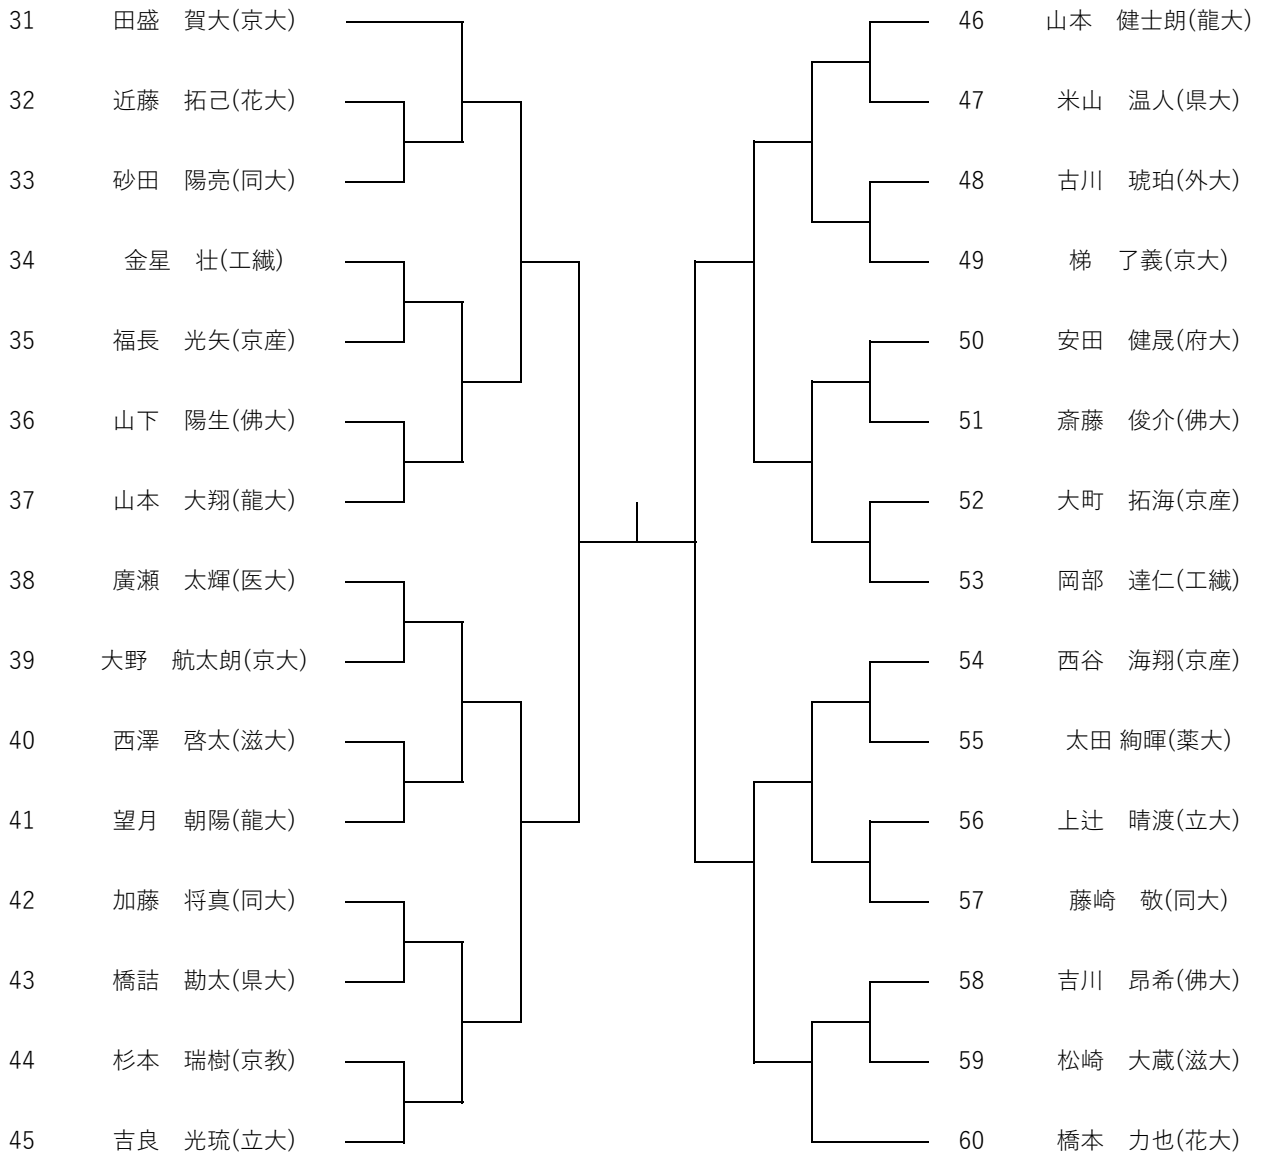 31 田盛　賀大(京大)
32 近藤　拓己(花大)
33 砂田　陽亮(同大)
34 金星　壮(工繊)
35 福長　光矢(京産)
36 山下　陽生(佛大)
37 山本　大翔(龍大)
38 廣瀬　太輝(医大)
39 大野　航太朗(京大)
40 西澤　啓太(滋大)
41 望月　朝陽(龍大)
42 加藤　将真(同大)
43 橋詰　勘太(県大)
44 杉本　瑞樹(京教)
45 吉良　光琉(立大)
46 山本　健士朗(龍大)
47 米山　温人(県大)
48 古川　琥珀(外大)
49 梯　了義(京大)
50 安田　健晟(府大)
51 斎藤　俊介(佛大)
52 大町　拓海(京産)
53 岡部　達仁(工繊)
54 西谷　海翔(京産)
55 太田 絢暉(薬大)
56 上辻　晴渡(立大)
57 藤崎　敬(同大)
58 吉川　昂希(佛大)
59 松崎　大蔵(滋大)
60 橋本　力也(花大)